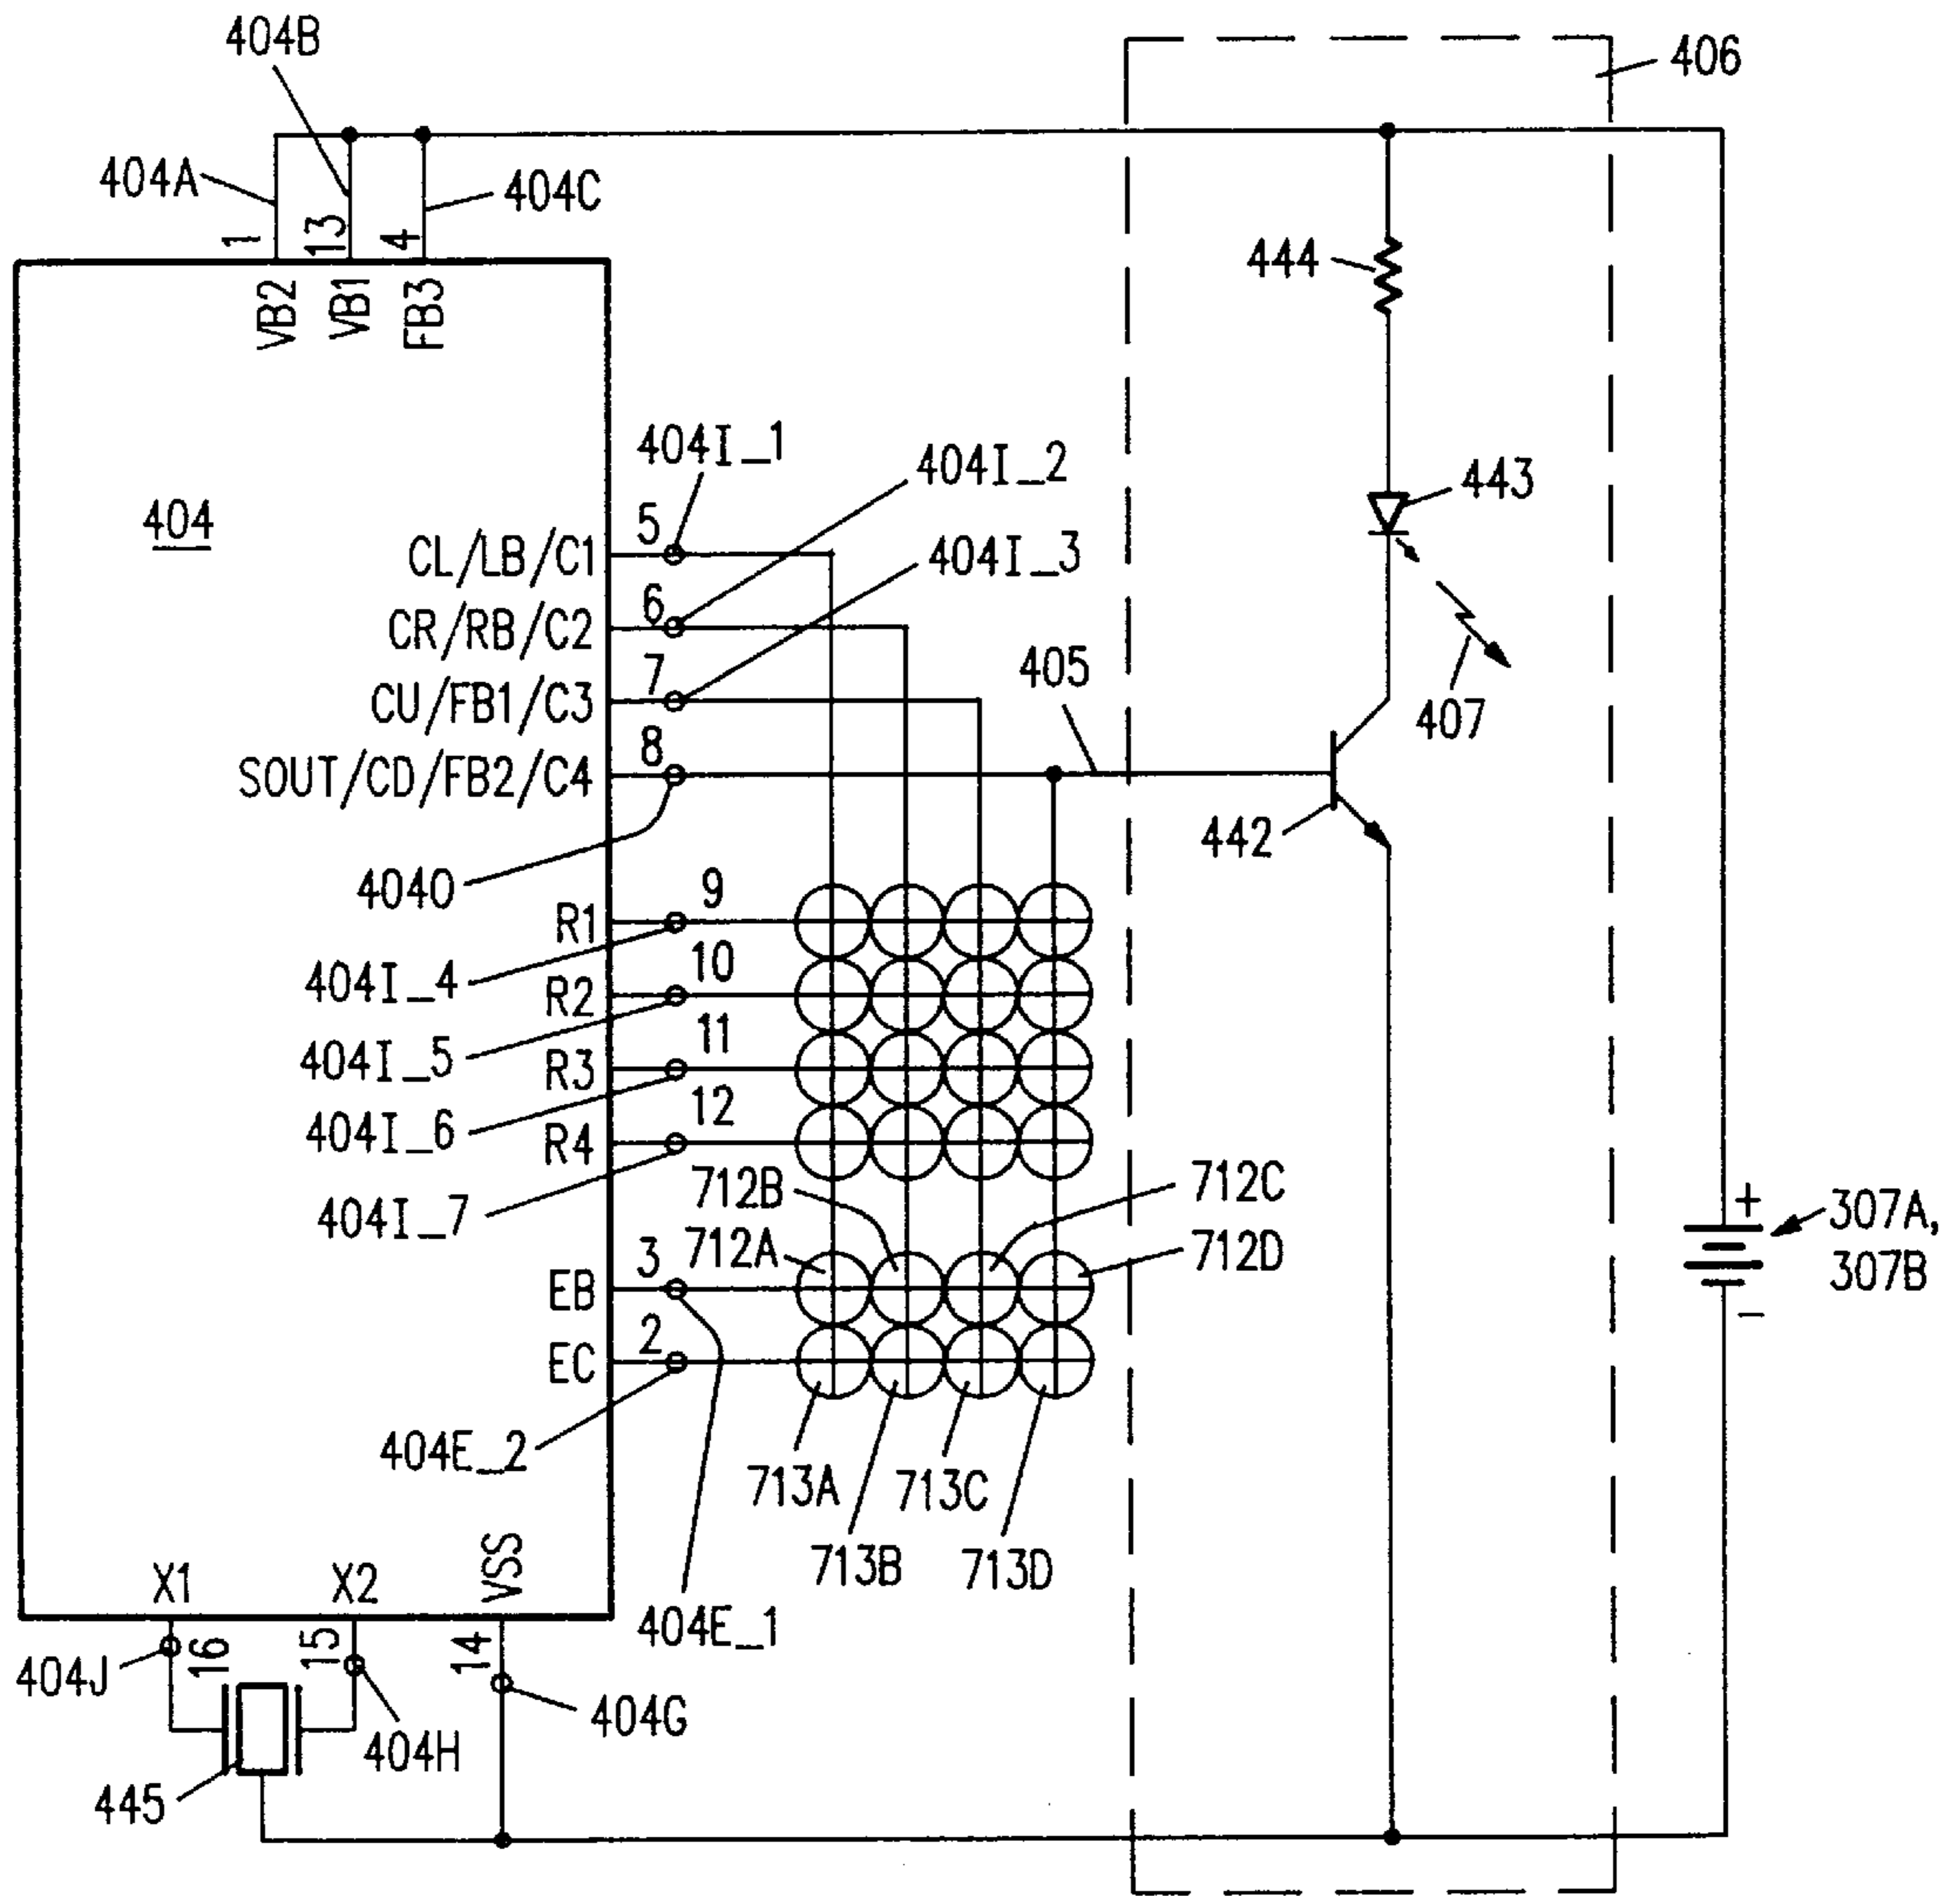 404B
406
404A
404C
1
13
4
444
VB2
VB1
FB3
404I_1
404I_2
443
404
5
404I_3
CL/LB/C1
6
CR/RB/C2
7
405
407
CU/FB1/C3
8
SOUT/CD/FB2/C4
442
4040
9
R1
10
404I_4
R2
11
404I_5
R3
12
404I_6
R4
712B
712C
404I_7
712A
712D
+
307A,
307B
3
EB
2
EC
–
404E_2
713A
713C
713B
713D
X1
X2
VSS
404E_1
16
15
14
404J
404G
404H
445